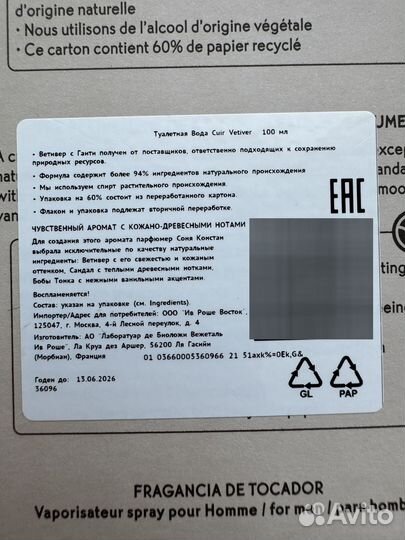 d'origine naturelle
• Nous utilisons de l'alcool d'origine végétale
• Ce carton contient 60% de papier recyclé
Туалетная Вода Cuir Vetiver 100 мл
• Ветивер с Гаити получен от поставщиков, ответственно подходящих к сохранению
природных ресурсов.
• Формула содержит более 94% ингредиентов натурального происхождения
• Мы используем спирт растительного происхождения.
• Упаковка на 60% состоит из переработанного картона.
• Флакон и упаковка подлежат вторичной переработке.
EAC
ЧУВСТВЕННЫЙ АРОМАТ С КОЖАНО-ДРЕВЕСНЫМИ НОТАМИ
Для создания этого аромата парфюмер Соня Констан
выбрала исключительные по качеству натуральные
ингредиенты: Ветивер с его свежестью и кожаным
оттенком, Сандал с теплыми древесными нотками,
Бобы Тонка с нежными ванильными акцентами.
Воспламеняется!
Состав: указан на упаковке (см. Ingredients).
Импортер/Адрес для потребителей: ООО "Ив Роше Восток",
125047, г. Москва, 4-й Лесной переулок, д. 4
Изготовитель: АО "Лаборатуар де Биоложи Вежеталь
Ив Роше", Ла Круа дез Аршер, 56200 Ля Гасийи
(Морбиан), Франция
01 03660005360966 21 51axk%=0Ek,G&
Годен до: 13.06.2026
36096
GL
PAP
FRAGANCIA DE TOCADOR
Vaporisateur spray pour Homme / for men / para homb
Avito